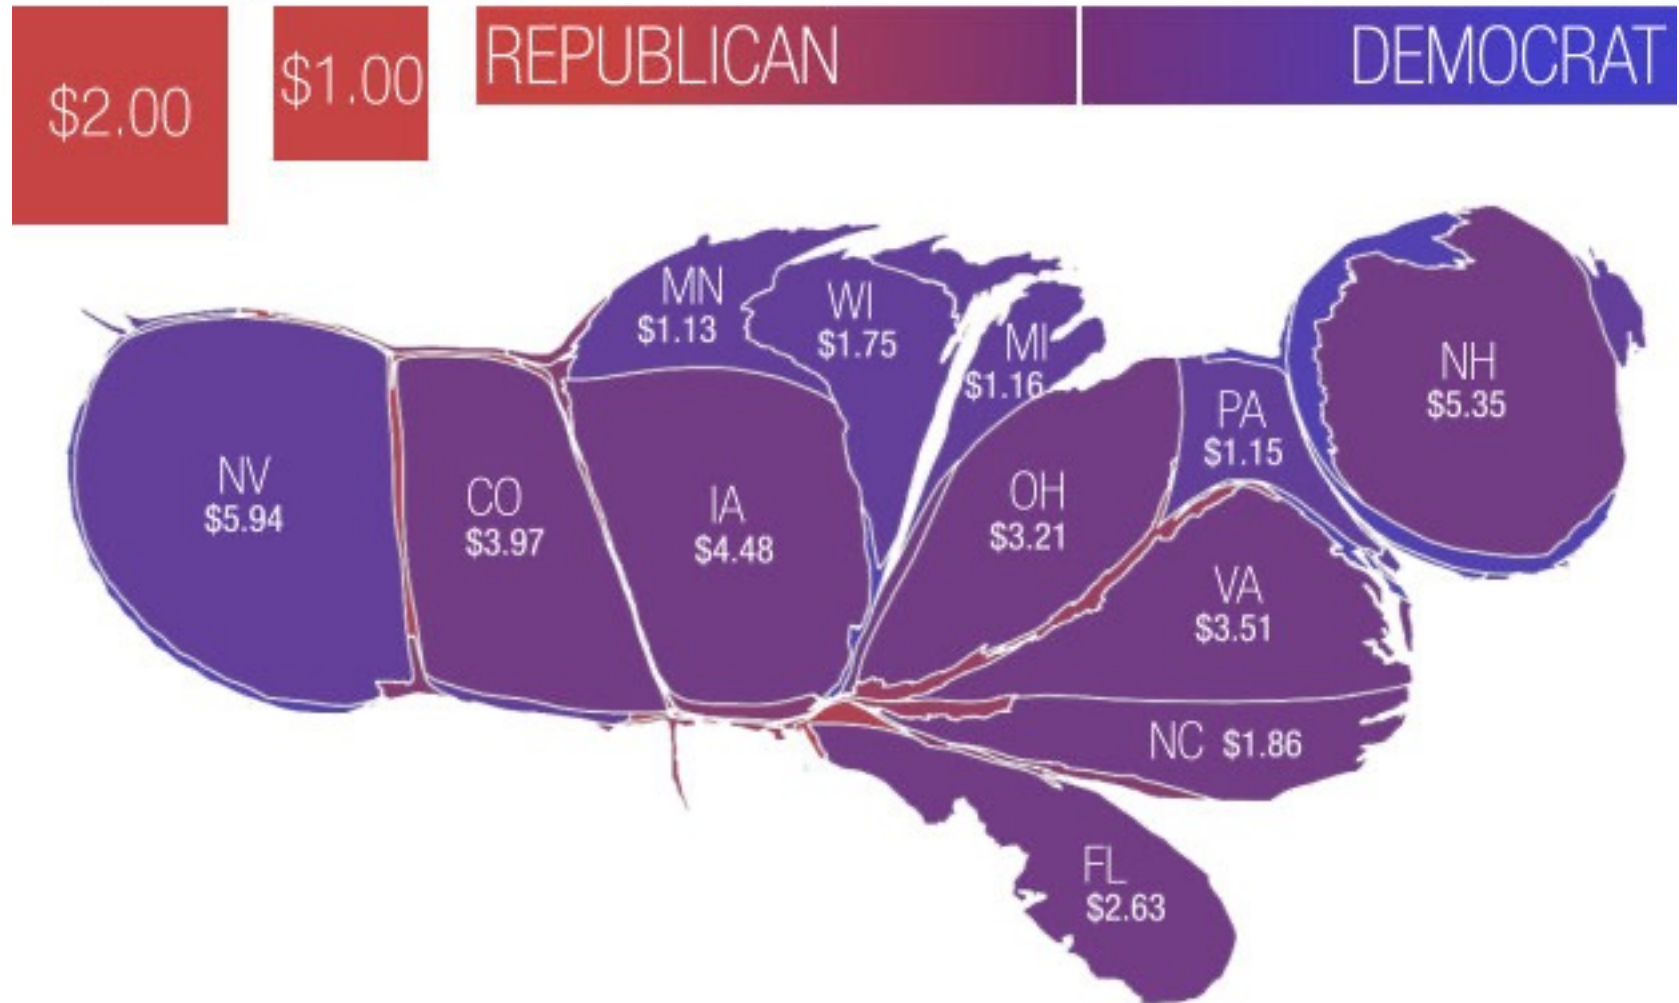 $2.00
$1.00
REPUBLICAN
DEMOCRAT
MN
$1.13
WI
$1.75
MI
$1.16
NH
$5.35
PA
$1.15
NV
$5.94
CO
$3.97
IA
$4.48
OH
$3.21
VA
$3.51
NC $1.86
FL
$2.63